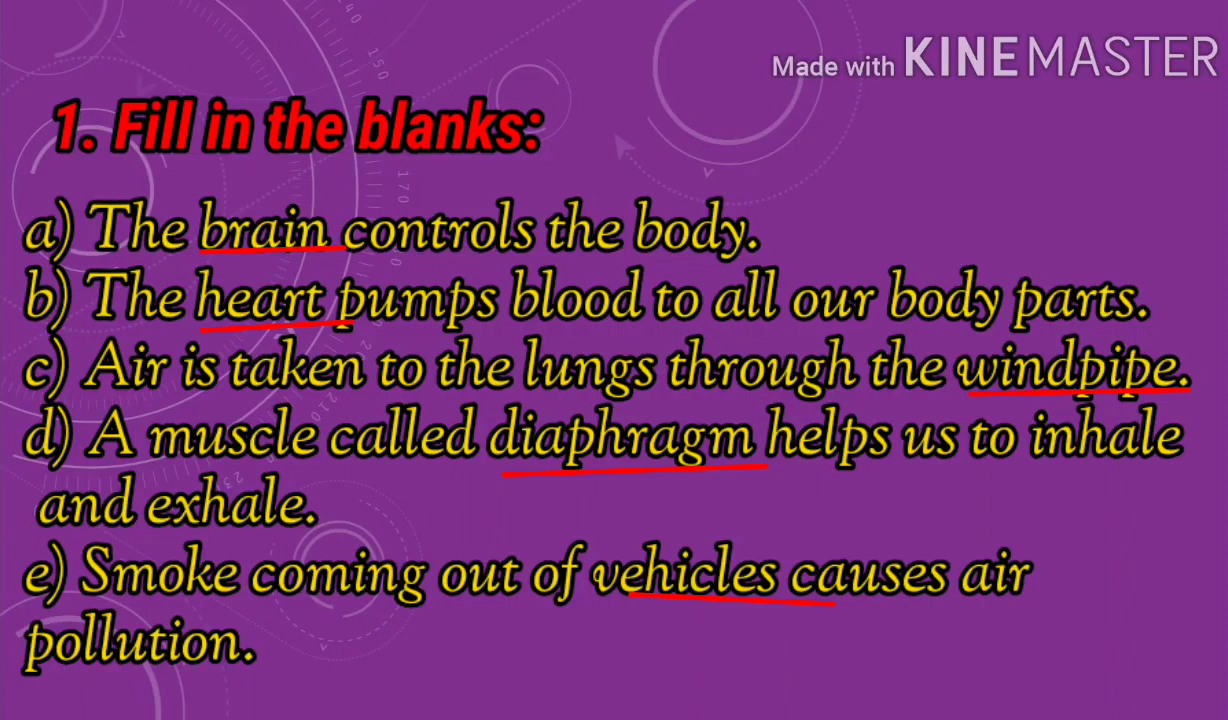 Made with KINEMASTER
1. Fill in the blanks:
a) The brain controls the body.
b) The heart pumps blood to all our body parts.
c) Air is taken to the lungs through the windpipe.
d) A muscle called diaphragm helps us to inhale
and exhale.
e) Smoke coming out of vehicles causes air
pollution.